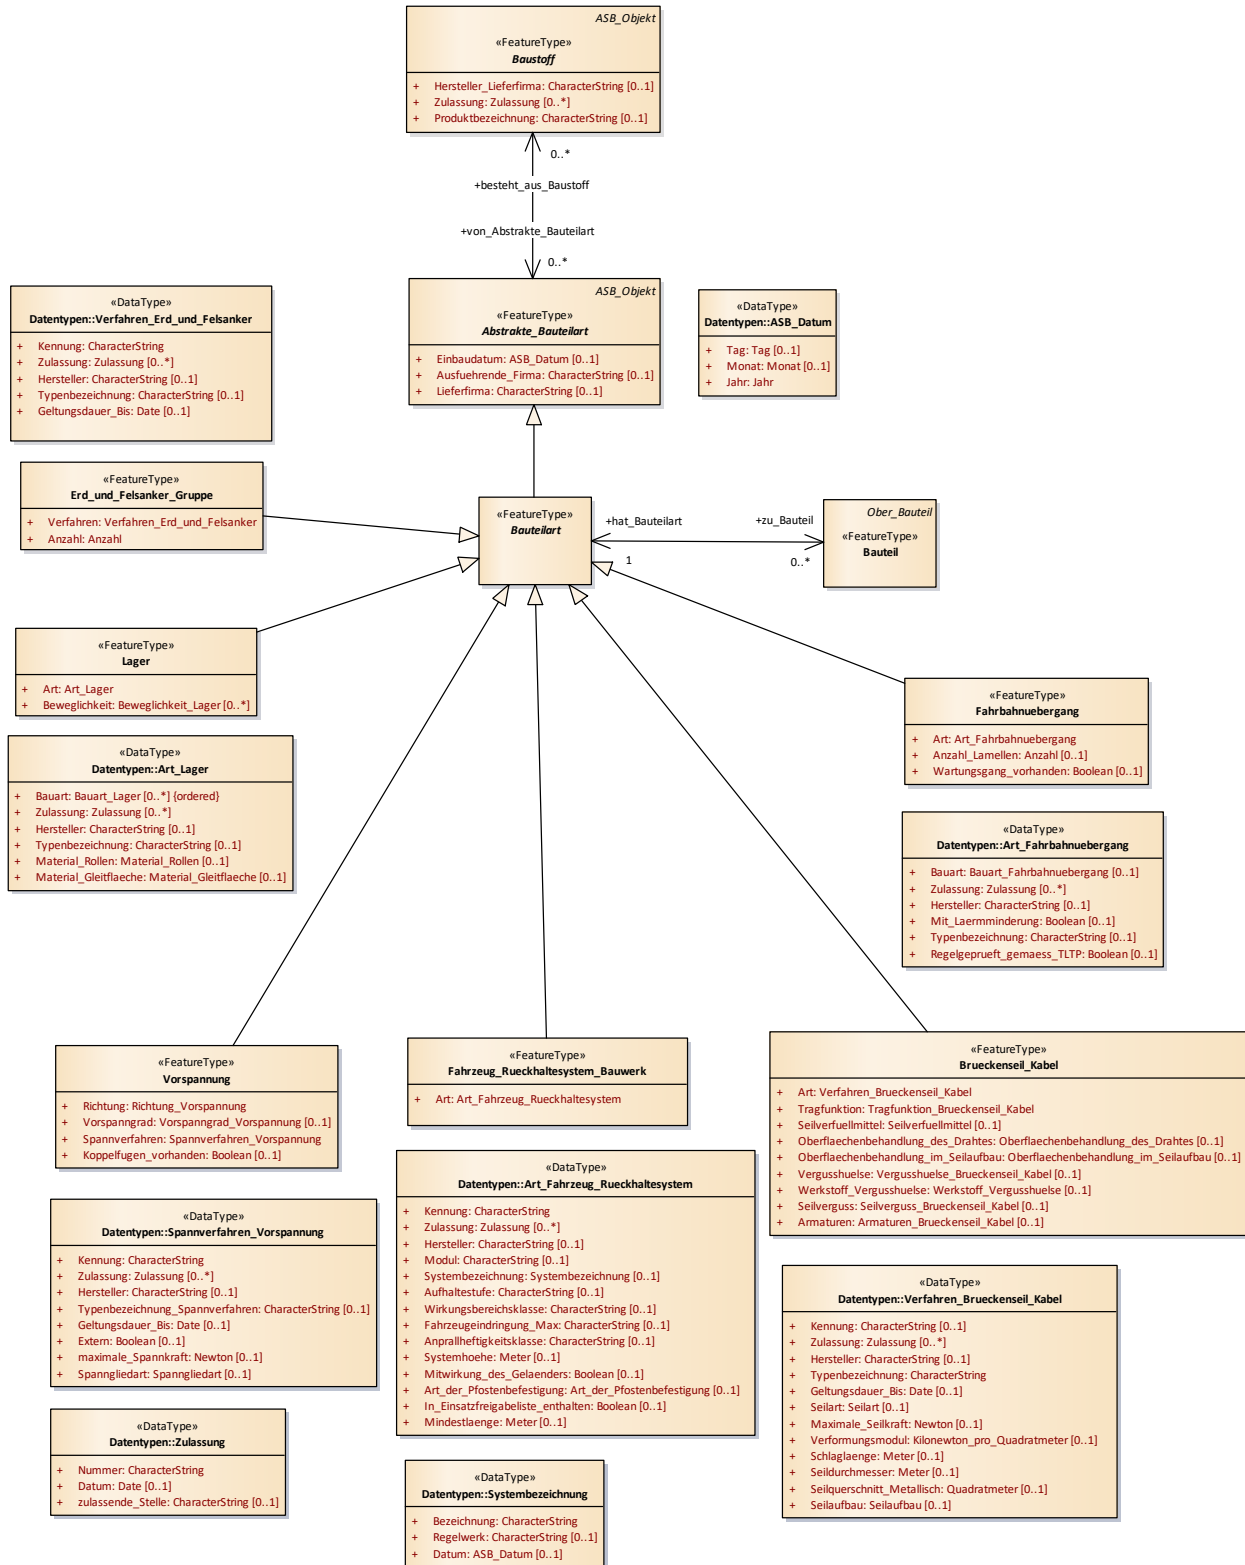 ASB_Objekt
«FeatureType»
Baustoff
+ Hersteller_Lieferfirma: CharacterString [0..1]
+ Zulassung: Zulassung [0..*]
+ Produktbezeichnung: CharacterString [0..1]
0..*
+besteht_aus_Baustoff
+von_Abstrakte_Bauteilart
0..*
«DataType»
Datentypen::Verfahren_Erd_und_Felsanker
+ Kennung: CharacterString
+ Zulassung: Zulassung [0..*]
+ Hersteller: CharacterString [0..1]
+ Typenbezeichnung: CharacterString [0..1]
+ Geltungsdauer_Bis: Date [0..1]
ASB_Objekt
«FeatureType»
Abstrakte_Bauteilart
+ Einbaudatum: ASB_Datum [0..1]
+ Ausfuehrende_Firma: CharacterString [0..1]
+ Lieferfirma: CharacterString [0..1]
«DataType»
Datentypen::ASB_Datum
+ Tag: Tag [0..1]
+ Monat: Monat [0..1]
+ Jahr: Jahr
«FeatureType»
Erd_und_Felsanker_Gruppe
+ Verfahren: Verfahren_Erd_und_Felsanker
+ Anzahl: Anzahl
«FeatureType»
Bauteilart
+hat_Bauteilart
+zu_Bauteil
1
0..*
Ober_Bauteil
«FeatureType»
Bauteil
«FeatureType»
Lager
+ Art: Art_Lager
+ Beweglichkeit: Beweglichkeit_Lager [0..*]
«FeatureType»
Fahrbahnuebergang
+ Art: Art_Fahrbahnuebergang
+ Anzahl_Lamellen: Anzahl [0..1]
+ Wartungsgang_vorhanden: Boolean [0..1]
«DataType»
Datentypen::Art_Lager
+ Bauart: Bauart_Lager [0..*] {ordered}
+ Zulassung: Zulassung [0..*]
+ Hersteller: CharacterString [0..1]
+ Typenbezeichnung: CharacterString [0..1]
+ Material_Rollen: Material_Rollen [0..1]
+ Material_Gleitflaeche: Material_Gleitflaeche [0..1]
«DataType»
Datentypen::Art_Fahrbahnuebergang
+ Bauart: Bauart_Fahrbahnuebergang [0..1]
+ Zulassung: Zulassung [0..*]
+ Hersteller: CharacterString [0..1]
+ Mit_Laermminderung: Boolean [0..1]
+ Typenbezeichnung: CharacterString [0..1]
+ Regelgeprueft_gemaess_TLTP: Boolean [0..1]
«FeatureType»
Vorspannung
+ Richtung: Richtung_Vorspannung
+ Vorspanngrad: Vorspanngrad_Vorspannung [0..1]
+ Spannverfahren: Spannverfahren_Vorspannung
+ Koppelfugen_vorhanden: Boolean [0..1]
«FeatureType»
Fahrzeug_Rueckhaltesystem_Bauwerk
+ Art: Art_Fahrzeug_Rueckhaltesystem
«FeatureType»
Brueckenseil_Kabel
+ Art: Verfahren_Brueckenseil_Kabel
+ Tragfunktion: Tragfunktion_Brueckenseil_Kabel
+ Seilverfuellmittel: Seilverfuellmittel [0..1]
+ Oberflaechenbehandlung_des_Drahtes: Oberflaechenbehandlung_des_Drahtes [0..1]
+ Oberflaechenbehandlung_im_Seilaufbau: Oberflaechenbehandlung_im_Seilaufbau [0..1]
+ Vergusshuelse: Vergusshuelse_Brueckenseil_Kabel [0..1]
+ Werkstoff_Vergusshuelse: Werkstoff_Vergusshuelse [0..1]
+ Seilverguss: Seilverguss_Brueckenseil_Kabel [0..1]
+ Armaturen: Armaturen_Brueckenseil_Kabel [0..1]
«DataType»
Datentypen::Spannverfahren_Vorspannung
+ Kennung: CharacterString
+ Zulassung: Zulassung [0..*]
+ Hersteller: CharacterString [0..1]
+ Typenbezeichnung_Spannverfahren: CharacterString [0..1]
+ Geltungsdauer_Bis: Date [0..1]
+ Extern: Boolean [0..1]
+ maximale_Spannkraft: Newton [0..1]
+ Spanngliedart: Spanngliedart [0..1]
«DataType»
Datentypen::Art_Fahrzeug_Rueckhaltesystem
+ Kennung: CharacterString
+ Zulassung: Zulassung [0..*]
+ Hersteller: CharacterString [0..1]
+ Modul: CharacterString [0..1]
+ Systembezeichnung: Systembezeichnung [0..1]
+ Aufhaltestufe: CharacterString [0..1]
+ Wirkungsbereichsklasse: CharacterString [0..1]
+ Fahrzeugeindringung_Max: CharacterString [0..1]
+ Anprallheftigkeitsklasse: CharacterString [0..1]
+ Systemhoehe: Meter [0..1]
+ Mitwirkung_des_Gelaenders: Boolean [0..1]
+ Art_der_Pfostenbefestigung: Art_der_Pfostenbefestigung [0..1]
+ In_Einsatzfreigabeliste_enthalten: Boolean [0..1]
+ Mindestlaenge: Meter [0..1]
«DataType»
Datentypen::Verfahren_Brueckenseil_Kabel
+ Kennung: CharacterString [0..1]
+ Zulassung: Zulassung [0..*]
+ Hersteller: CharacterString [0..1]
+ Typenbezeichnung: CharacterString
+ Geltungsdauer_Bis: Date [0..1]
+ Seilart: Seilart [0..1]
+ Maximale_Seilkraft: Newton [0..1]
+ Verformungsmodul: Kilonewton_pro_Quadratmeter [0..1]
+ Schlaglaenge: Meter [0..1]
+ Seildurchmesser: Meter [0..1]
+ Seilquerschnitt_Metallisch: Quadratmeter [0..1]
+ Seilaufbau: Seilaufbau [0..1]
«DataType»
Datentypen::Zulassung
+ Nummer: CharacterString
+ Datum: Date [0..1]
+ zulassende_Stelle: CharacterString [0..1]
«DataType»
Datentypen::Systembezeichnung
+ Bezeichnung: CharacterString
+ Regelwerk: CharacterString [0..1]
+ Datum: ASB_Datum [0..1]